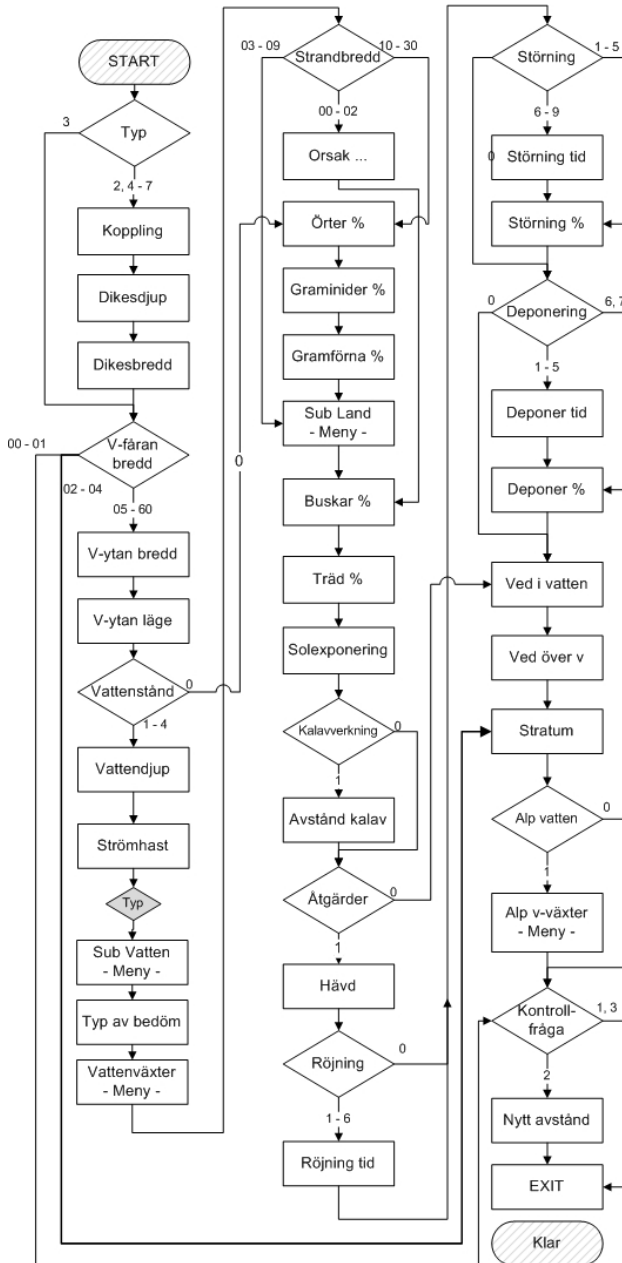 START
3
Typ
2, 4 - 7
Koppling
Dikesdjup
Dikesbredd
00 - 01
V-fåran
bredd
02 - 04
05 - 60
V-ytan bredd
V-ytan läge
Vattenstånd
0
1 - 4
Vattendjup
Strömhast
Typ
Sub Vatten
- Meny -
Typ av bedöm
Vattenväxter
- Meny -
0
03 - 09
Strandbredd
10 - 30
00 - 02
Orsak ...
Örter %
Graminider %
Gramförna %
Sub Land
- Meny -
Buskar %
Träd %
Solexponering
Kalavverkning
0
1
Avstånd kalav
Åtgärder
0
1
Hävd
Röjning
0
1 - 6
Röjning tid
Störning
1 - 5
6 - 9
0
Störning tid
Störning %
0
Deponering
6, 7
1 - 5
Deponer tid
Deponer %
Ved i vatten
Ved över v
Stratum
Alp vatten
0
1
Alp v-växter
- Meny -
Kontroll-
fråga
1, 3
2
Nytt avstånd
EXIT
Klar